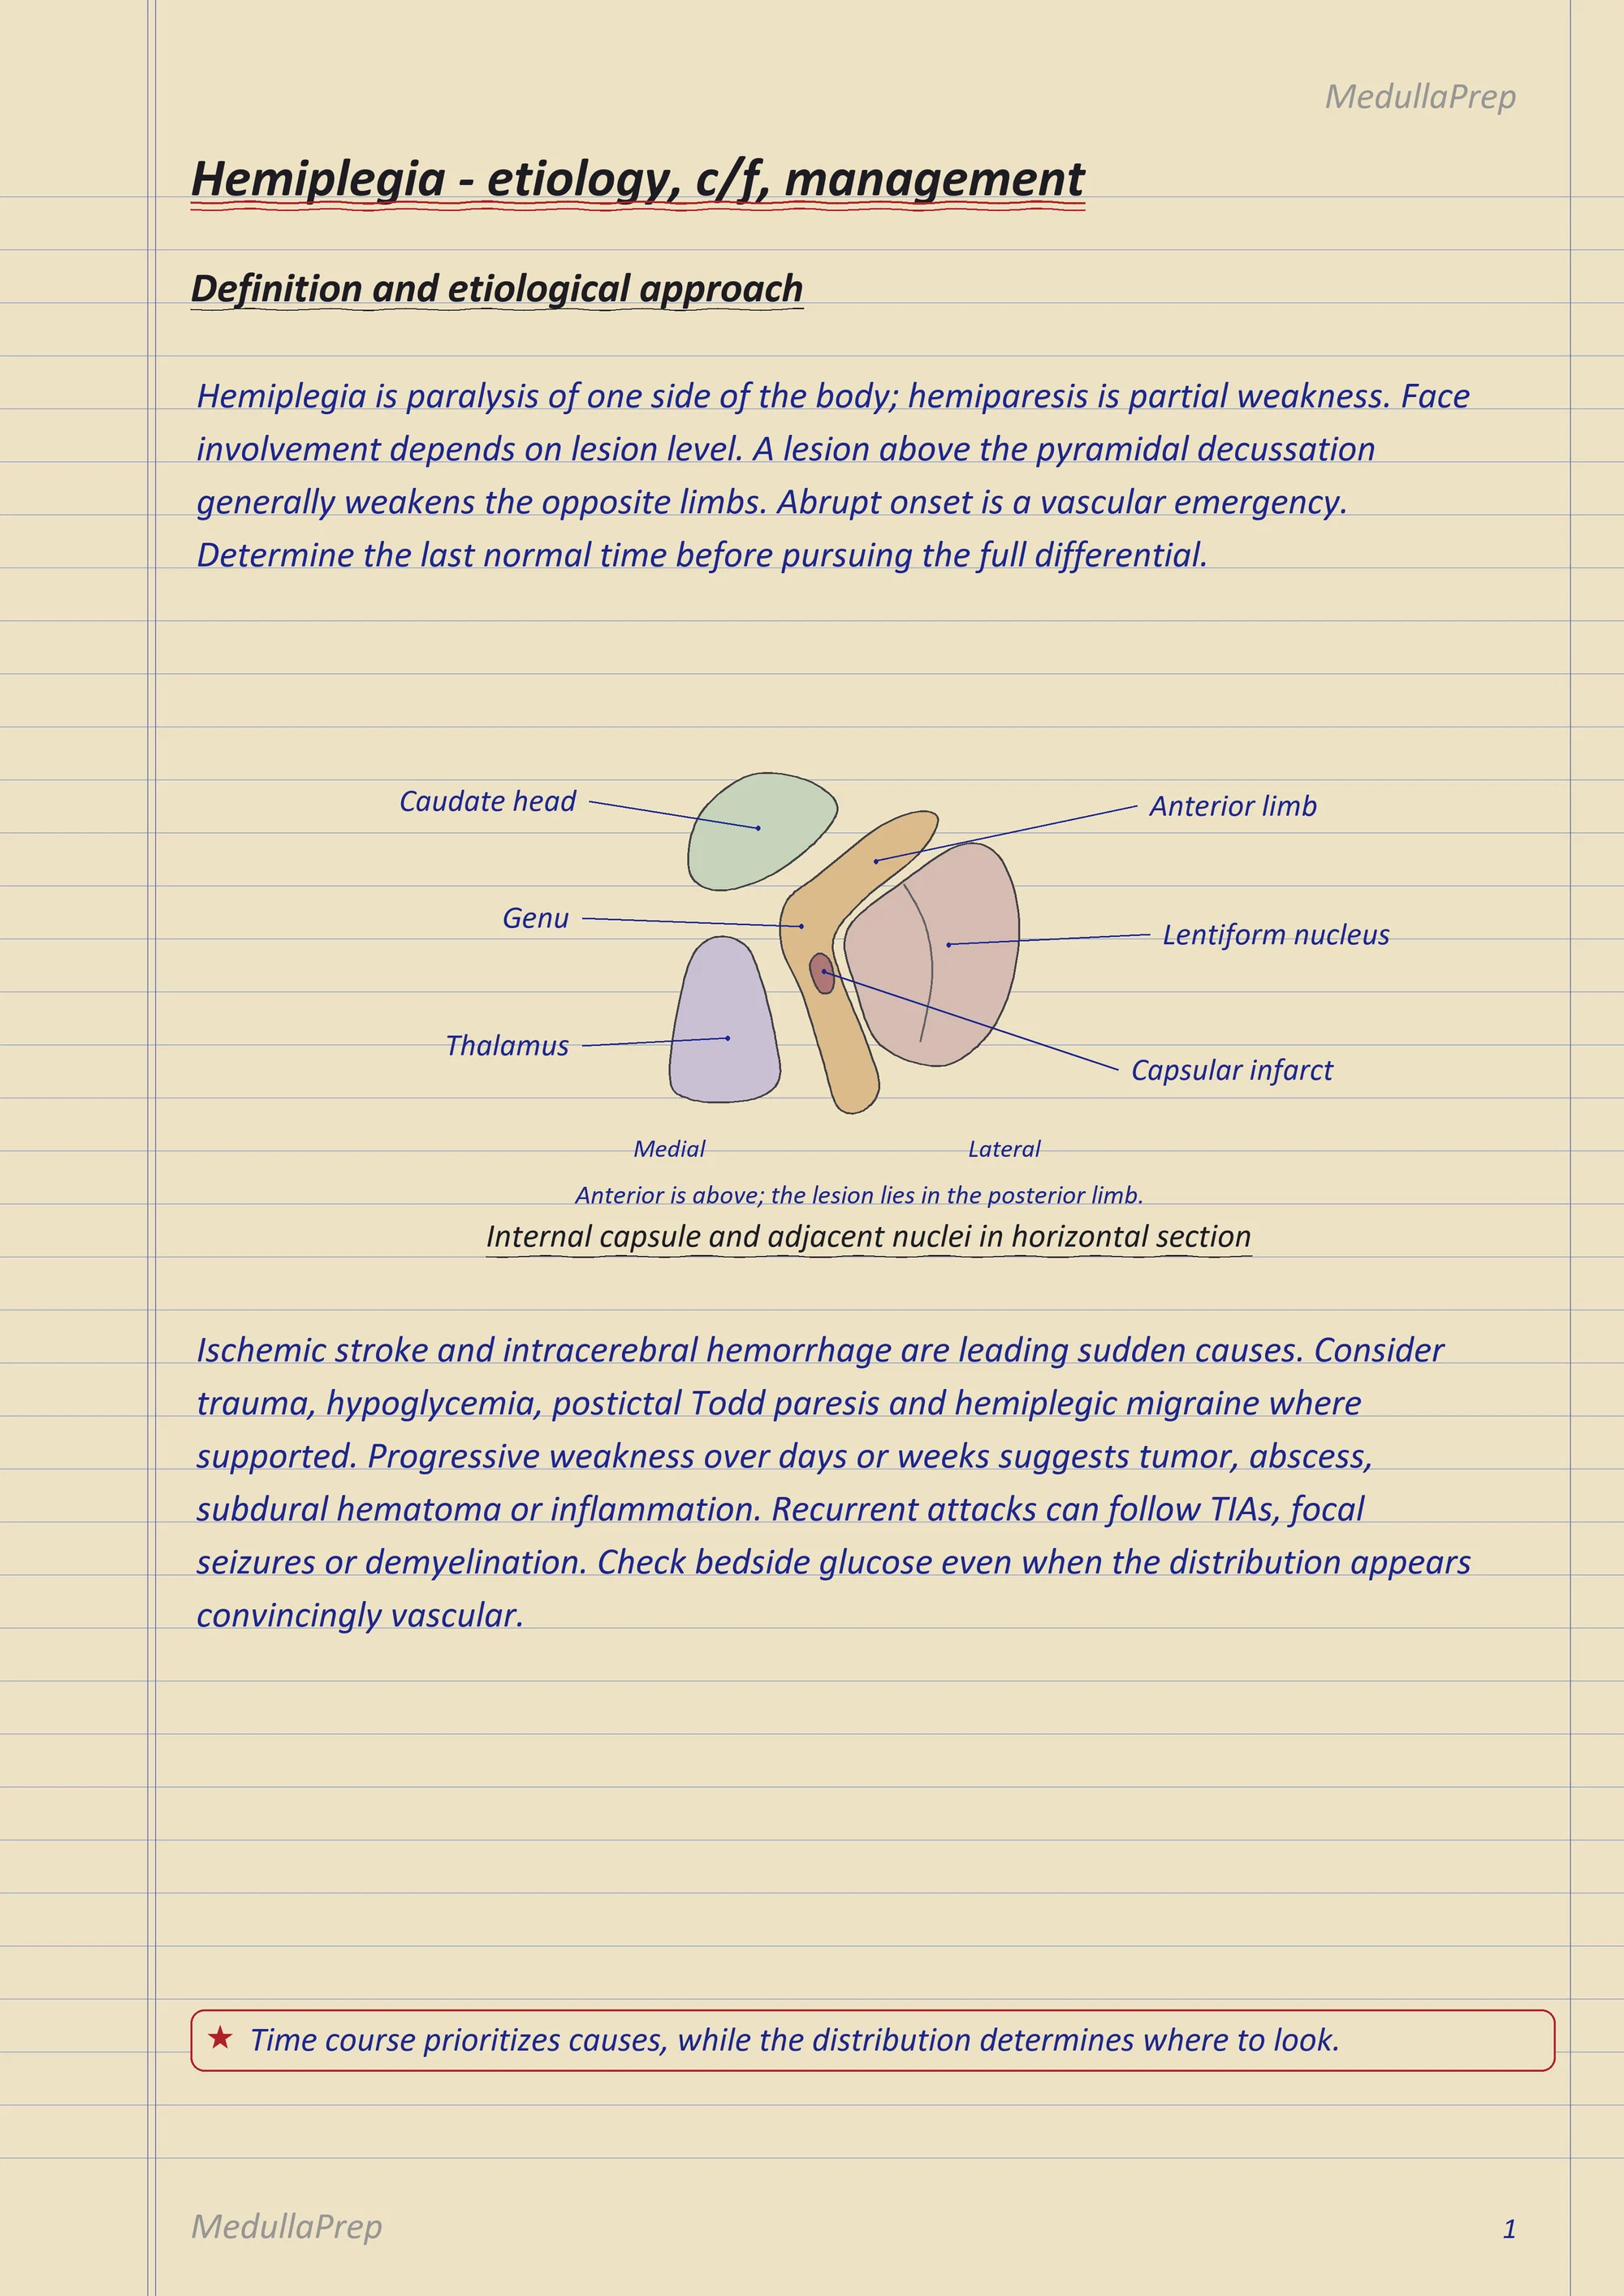 MedullaPrep
Hemiplegia - etiology, c/f, management
Definition and etiological approach
Hemiplegia is paralysis of one side of the body; hemiparesis is partial weakness. Face
involvement depends on lesion level. A lesion above the pyramidal decussation
generally weakens the opposite limbs. Abrupt onset is a vascular emergency.
Determine the last normal time before pursuing the full differential.
Caudate head
Anterior limb
Genu
Lentiform nucleus
Thalamus
Capsular infarct
Medial
Lateral
Anterior is above; the lesion lies in the posterior limb.
Internal capsule and adjacent nuclei in horizontal section
Ischemic stroke and intracerebral hemorrhage are leading sudden causes. Consider
trauma, hypoglycemia, postictal Todd paresis and hemiplegic migraine where
supported. Progressive weakness over days or weeks suggests tumor, abscess,
subdural hematoma or inflammation. Recurrent attacks can follow TIAs, focal
seizures or demyelination. Check bedside glucose even when the distribution appears
convincingly vascular.
★ Time course prioritizes causes, while the distribution determines where to look.
MedullaPrep
1